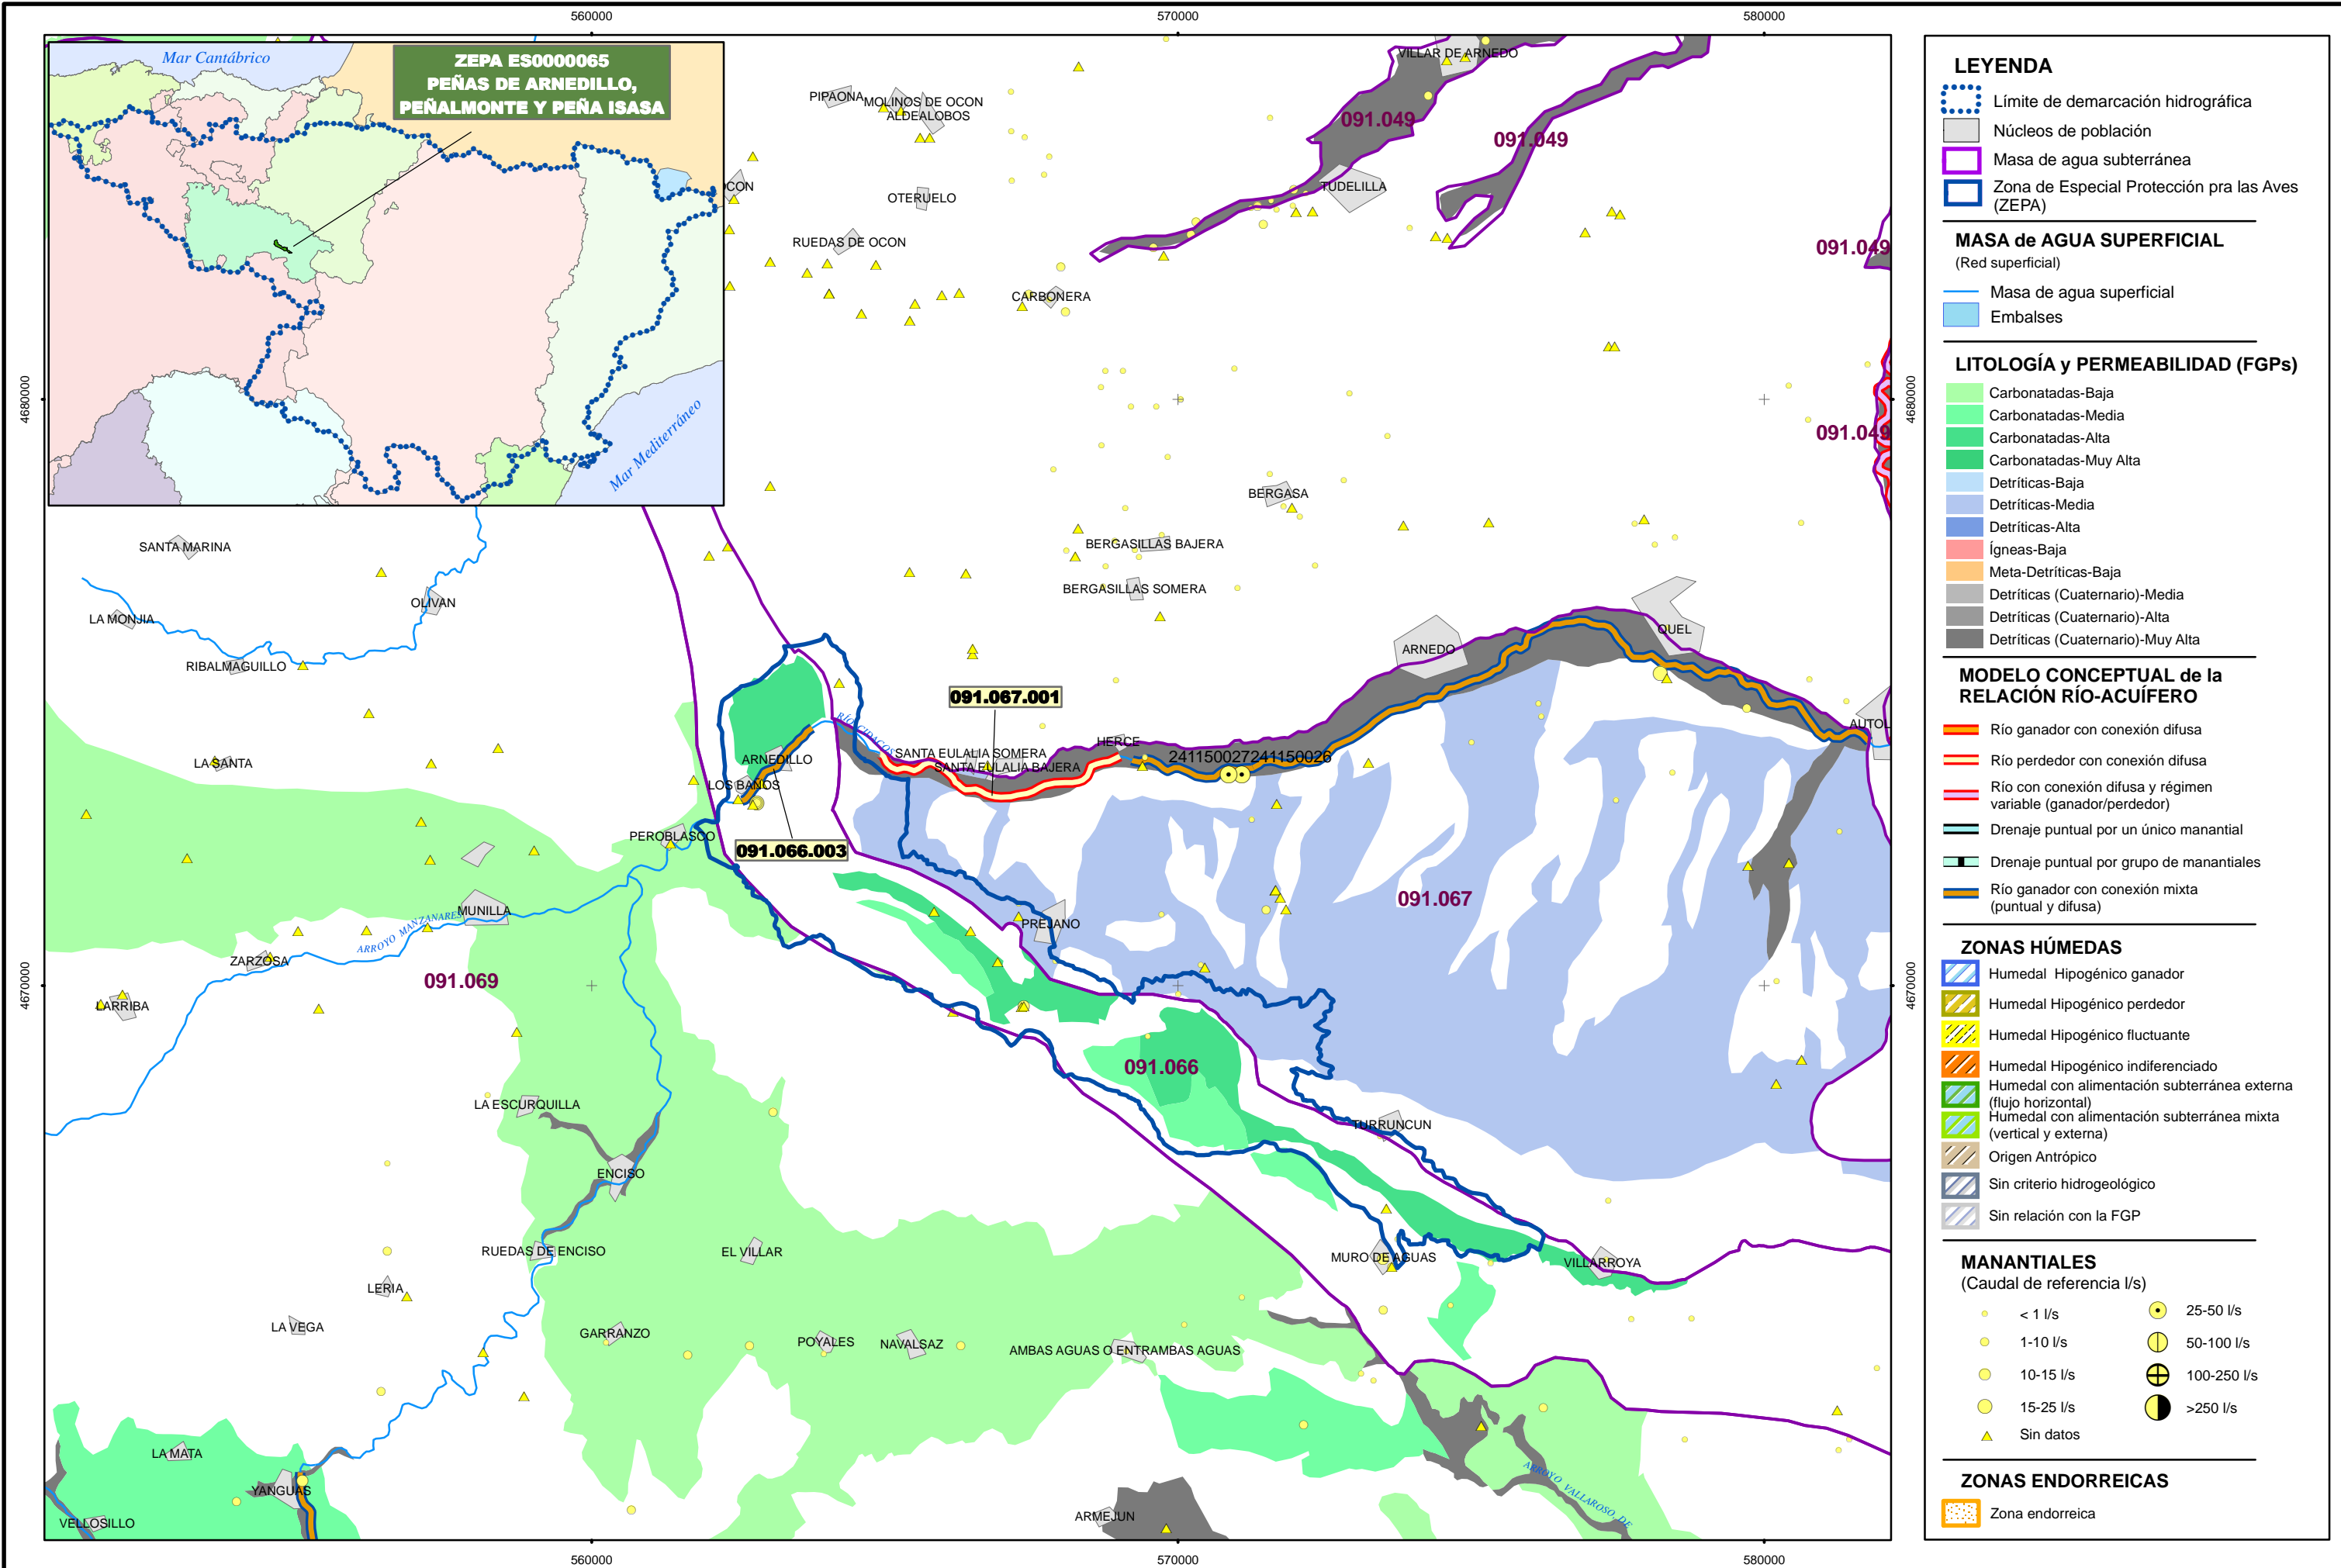 560000
570000
580000
Mar Cantábrico
ZEPA ES0000065
PEÑAS DE ARNEDILLO,
PEÑALMONTE Y PEÑA ISASA
Mar Mediterráneo
VILLAR DE ARNEDO
PIPAONA
MOLINOS DE OCON
ALDEALOBOS
091.049
091.049
OCON
OTERUELO
TUDELILLA
RUEDAS DE OCON
091.049
CARBONERA
4680000
4680000
091.049
BERGASA
SANTA MARINA
BERGASILLAS BAJERA
BERGASILLAS SOMERA
OLIVAN
LA MONJIA
QUEL
ARNEDO
RIBALMAGUILLO
091.067.001
RÍO CIDACOS
AUTOL
HERCE
SANTA EULALIA SOMERA
241150027241150026
ARNEDILLO
SANTA EULALIA BAJERA
LA SANTA
LOS BAÑOS
PEROBLASCO
091.066.003
091.067
MUNILLA
ARROYO MANZANARES
PREJANO
ZARZOSA
091.069
4670000
4670000
LARRIBA
091.066
LA ESCURQUILLA
TURRUNCUN
ENCISO
RUEDAS DE ENCISO
EL VILLAR
MURO DE AGUAS
VILLARROYA
LERIA
LA VEGA
GARRANZO
POYALES
NAVALSAZ
AMBAS AGUAS O ENTRAMBAS AGUAS
LA MATA
YANGUAS
ARROYO VALLAROSO, DE
VELLOSILLO
ARMEJUN
560000
570000
580000
LEYENDA
Límite de demarcación hidrográfica
Núcleos de población
Masa de agua subterránea
Zona de Especial Protección pra las Aves
(ZEPA)
MASA de AGUA SUPERFICIAL
(Red superficial)
Masa de agua superficial
Embalses
LITOLOGÍA y PERMEABILIDAD (FGPs)
Carbonatadas-Baja
Carbonatadas-Media
Carbonatadas-Alta
Carbonatadas-Muy Alta
Detríticas-Baja
Detríticas-Media
Detríticas-Alta
Ígneas-Baja
Meta-Detríticas-Baja
Detríticas (Cuaternario)-Media
Detríticas (Cuaternario)-Alta
Detríticas (Cuaternario)-Muy Alta
MODELO CONCEPTUAL de la
RELACIÓN RÍO-ACUÍFERO
Río ganador con conexión difusa
Río perdedor con conexión difusa
Río con conexión difusa y régimen
variable (ganador/perdedor)
Drenaje puntual por un único manantial
Drenaje puntual por grupo de manantiales
Río ganador con conexión mixta
(puntual y difusa)
ZONAS HÚMEDAS
Humedal Hipogénico ganador
Humedal Hipogénico perdedor
Humedal Hipogénico fluctuante
Humedal Hipogénico indiferenciado
Humedal con alimentación subterránea externa
(flujo horizontal)
Humedal con alimentación subterránea mixta
(vertical y externa)
Origen Antrópico
Sin criterio hidrogeológico
Sin relación con la FGP
MANANTIALES
(Caudal de referencia l/s)
< 1 l/s
25-50 l/s
1-10 l/s
50-100 l/s
10-15 l/s
100-250 l/s
15-25 l/s
>250 l/s
Sin datos
ZONAS ENDORREICAS
Zona endorreica